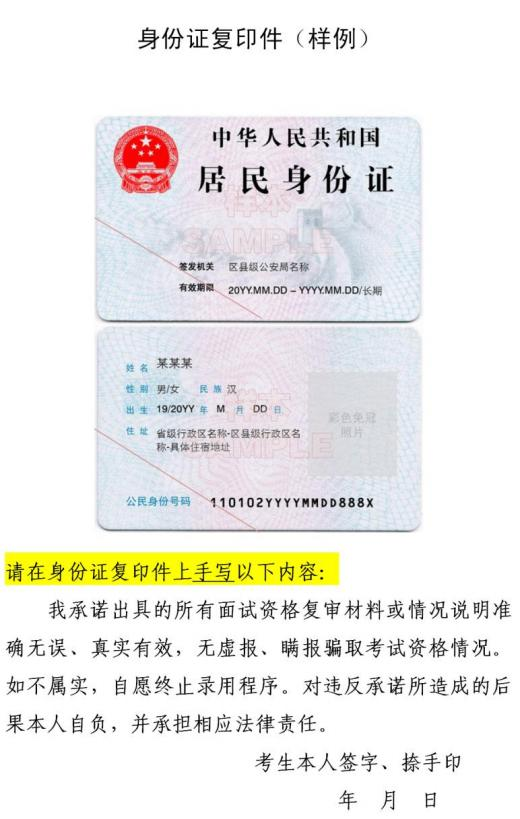 身份证复印件（样例）
中华人民共和国
居民身份证
样本
SAMPLE
签发机关 区县级公安局名称
有效期限 20YY.MM.DD – YYYY.MM.DD/长期
姓名 某某某
性别 男/女 民族 汉
出生 19/20YY 年 M 月 DD 日
样本
SAMPLE
住址 省级行政区名称-区县级行政区名
称-具体住宿地址
彩色免冠
照片
公民身份号码 110102YYYYMMDD888X
请在身份证复印件上手写以下内容：
我承诺出具的所有面试资格复审材料或情况说明准
确无误、真实有效，无虚报、瞒报骗取考试资格情况。
如不属实，自愿终止录用程序。对违反承诺所造成的后
果本人自负，并承担相应法律责任。
考生本人签字、捺手印
年 月 日